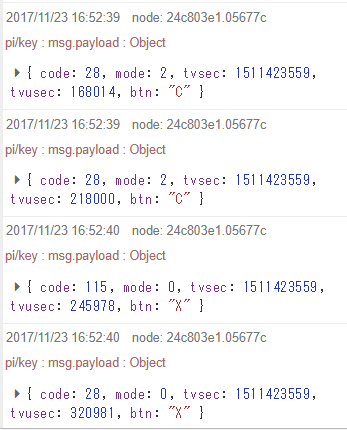 2017/11/23 16:52:39 node: 24c803e1.05677c
pi/key : msg.payload : Object
▶ { code: 28, mode: 2, tvsec: 1511423559,
tvusec: 168014, btn: "C" }
2017/11/23 16:52:39 node: 24c803e1.05677c
pi/key : msg.payload : Object
▶ { code: 28, mode: 2, tvsec: 1511423559,
tvusec: 218000, btn: "C" }
2017/11/23 16:52:40 node: 24c803e1.05677c
pi/key : msg.payload : Object
▶ { code: 115, mode: 0, tvsec: 1511423559,
tvusec: 245978, btn: "X" }
2017/11/23 16:52:40 node: 24c803e1.05677c
pi/key : msg.payload : Object
▶ { code: 28, mode: 0, tvsec: 1511423559,
tvusec: 320981, btn: "X" }